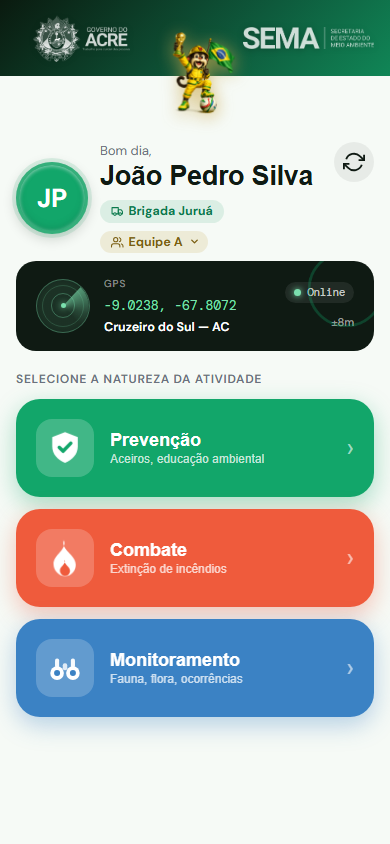 GOVERNO DO
ACRE
SEMA
SECRETARIA
DE ESTADO DO
MEIO AMBIENTE
Bom dia,
JP
João Pedro Silva
Brigada Juruá
Equipe A
GPS
-9.0238, -67.8072
Online
Cruzeiro do Sul — AC
±8m
SELECIONE A NATUREZA DA ATIVIDADE
Prevenção
Aceiros, educação ambiental
Combate
Extinção de incêndios
Monitoramento
Fauna, flora, ocorrências